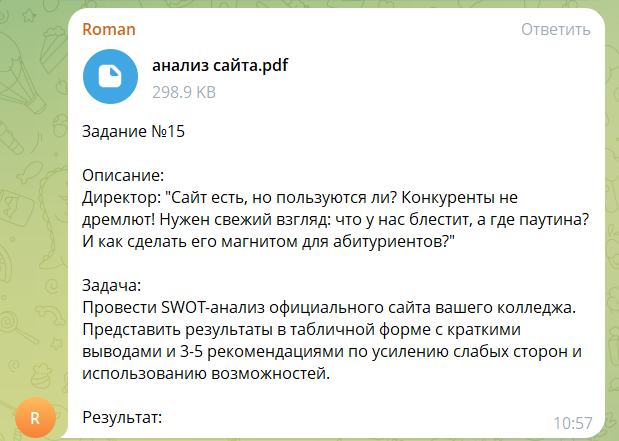 Roman
Ответить
анализ сайта.pdf
298.9 KB
Задание №15
Описание:
Директор: "Сайт есть, но пользуются ли? Конкуренты не
дремлют! Нужен свежий взгляд: что у нас блестит, а где паутина?
И как сделать его магнитом для абитуриентов?"
Задача:
Провести SWOT-анализ официального сайта вашего колледжа.
Представить результаты в табличной форме с краткими
выводами и 3-5 рекомендациями по усилению слабых сторон и
использованию возможностей.
Результат:
R
10:57